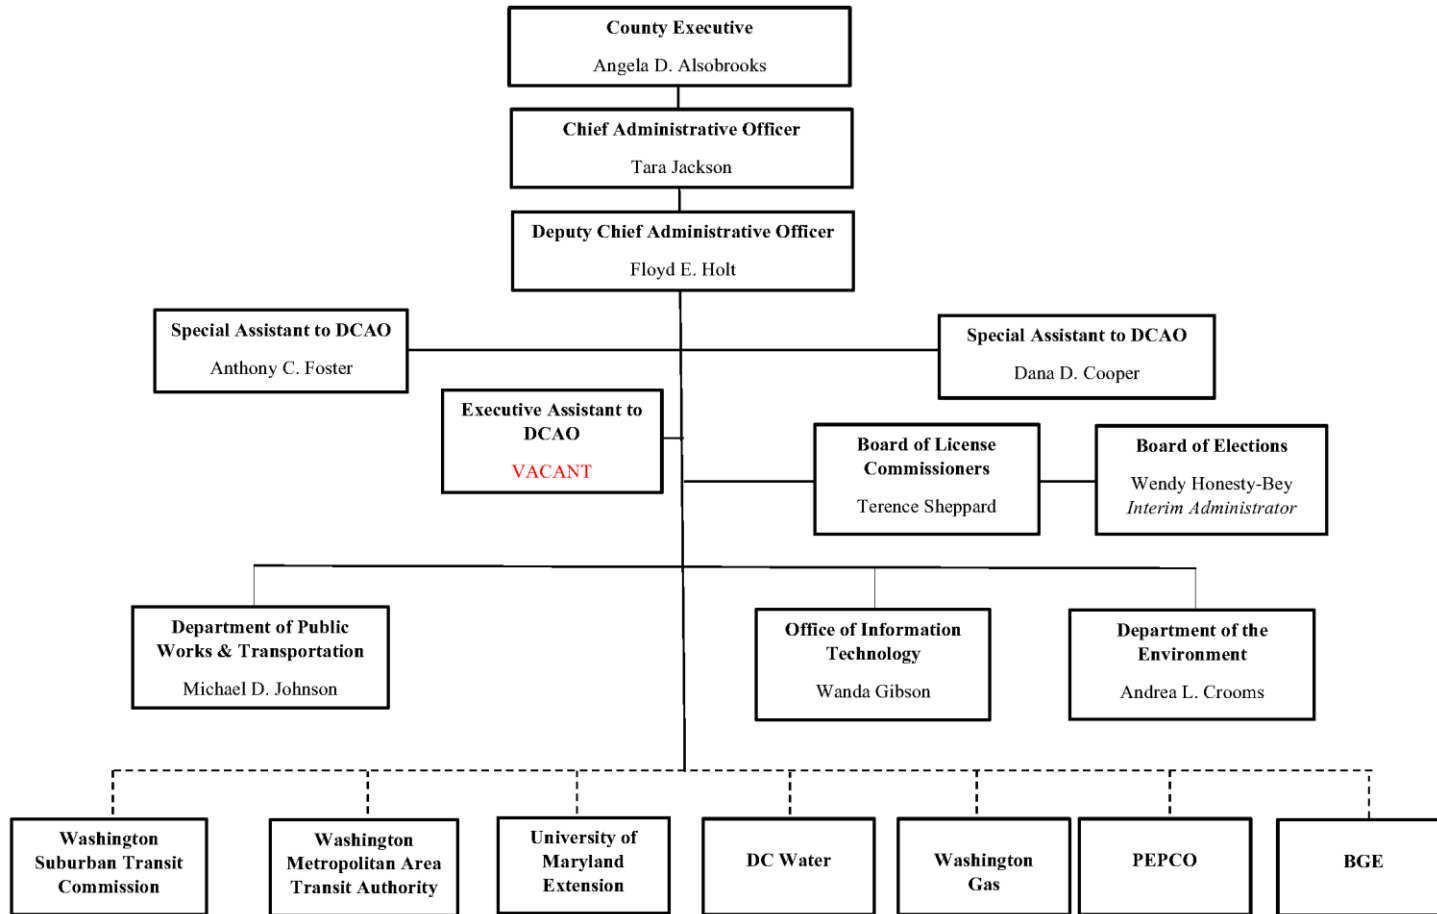 County Executive
Angela D. Alsobrooks
Chief Administrative Officer
Tara Jackson
Deputy Chief Administrative Officer
Floyd E. Holt
Special Assistant to DCAO
Anthony C. Foster
Special Assistant to DCAO
Dana D. Cooper
Executive Assistant to
DCAO
VACANT
Board of License
Commissioners
Terence Sheppard
Board of Elections
Wendy Honesty-Bey
Interim Administrator
Department of Public
Works & Transportation
Michael D. Johnson
Office of Information
Technology
Wanda Gibson
Department of the
Environment
Andrea L. Crooms
Washington
Suburban Transit
Commission
Washington
Metropolitan Area
Transit Authority
University of
Maryland
Extension
DC Water
Washington
Gas
PEPCO
BGE